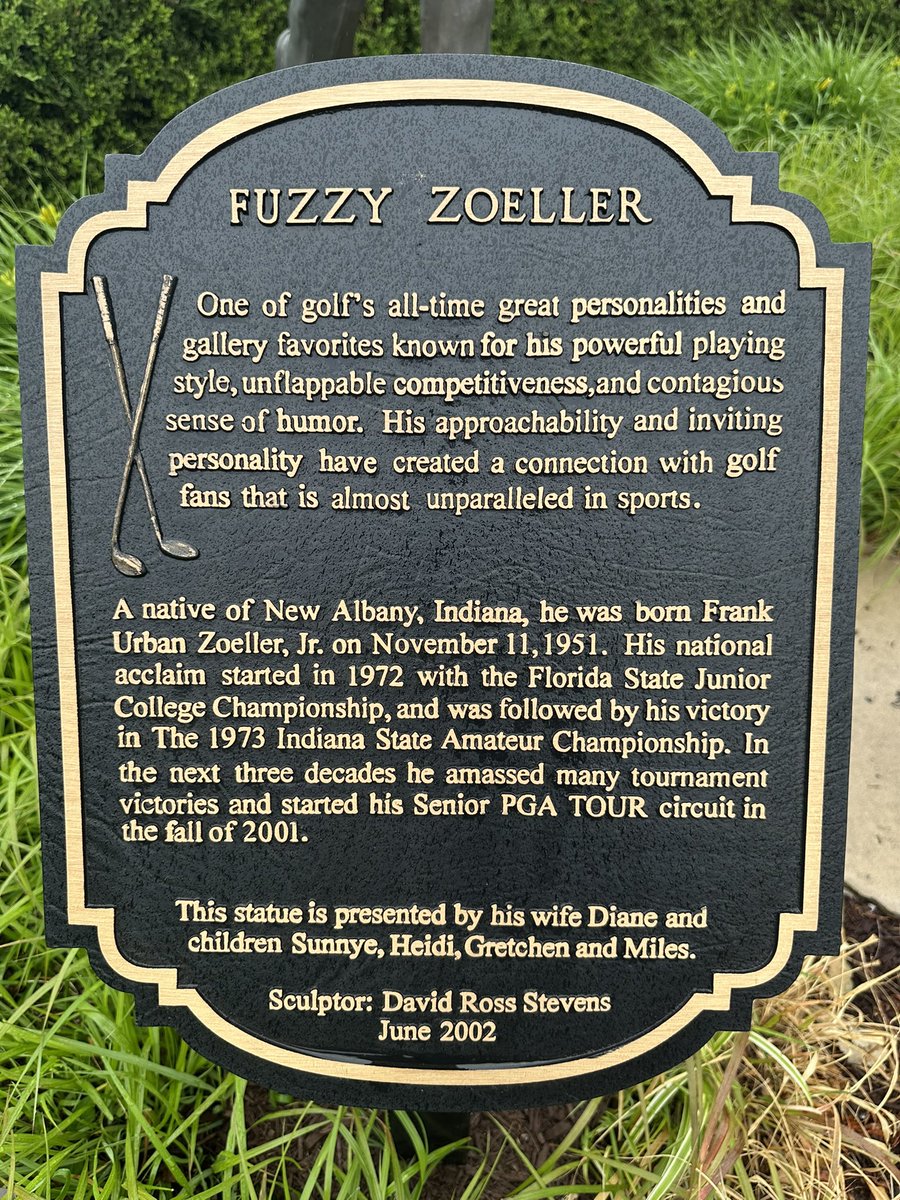 FUZZY ZOELLER
One of golf's all-time great personalities and
gallery favorites known for his powerful playing
style, unflappable competitiveness,and contagious
sense of humor. His approachability and inviting
personality have created a connection with golf
fans that is almost unparalleled in sports.
A native of New Albany, Indiana, he was born Frank
Urban Zoeller, Jr. on November 11, 1951. His national
acclaim started in 1972 with the Florida State Junior
College Championship, and was followed by his victory
in The 1973 Indiana State Amateur Championship. In
the next three decades he amassed many tournament
victories and started his Senior PGA TOUR circuit in
the fall of 2001.
This statue is presented by his wife Diane and
children Sunnye, Heidi, Gretchen and Miles.
Sculptor: David Ross Stevens
June 2002